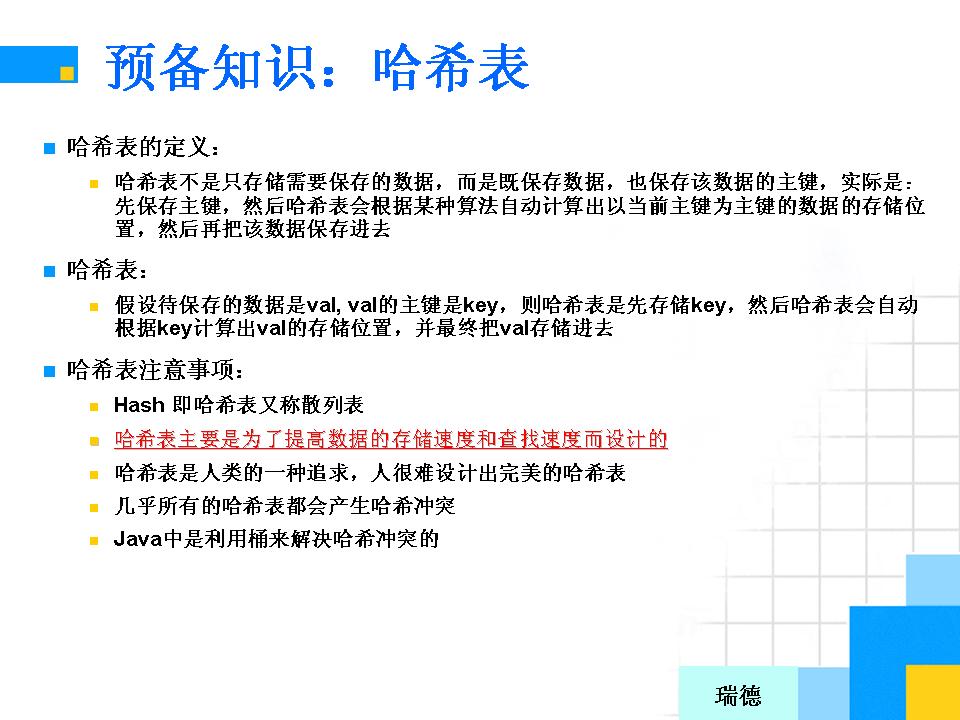 预备知识：哈希表
哈希表的定义：
哈希表不是只存储需要保存的数据，而是既保存数据，也保存该数据的主键，实际是：
先保存主键，然后哈希表会根据某种算法自动计算出以当前主键为主键的数据的存储位
置，然后再把该数据保存进去
哈希表：
假设待保存的数据是val, val的主键是key，则哈希表是先存储key，然后哈希表会自动
根据key计算出val的存储位置，并最终把val存储进去
哈希表注意事项：
Hash 即哈希表又称散列表
哈希表主要是为了提高数据的存储速度和查找速度而设计的
哈希表是人类的一种追求，人很难设计出完美的哈希表
几乎所有的哈希表都会产生哈希冲突
Java中是利用桶来解决哈希冲突的
瑞德